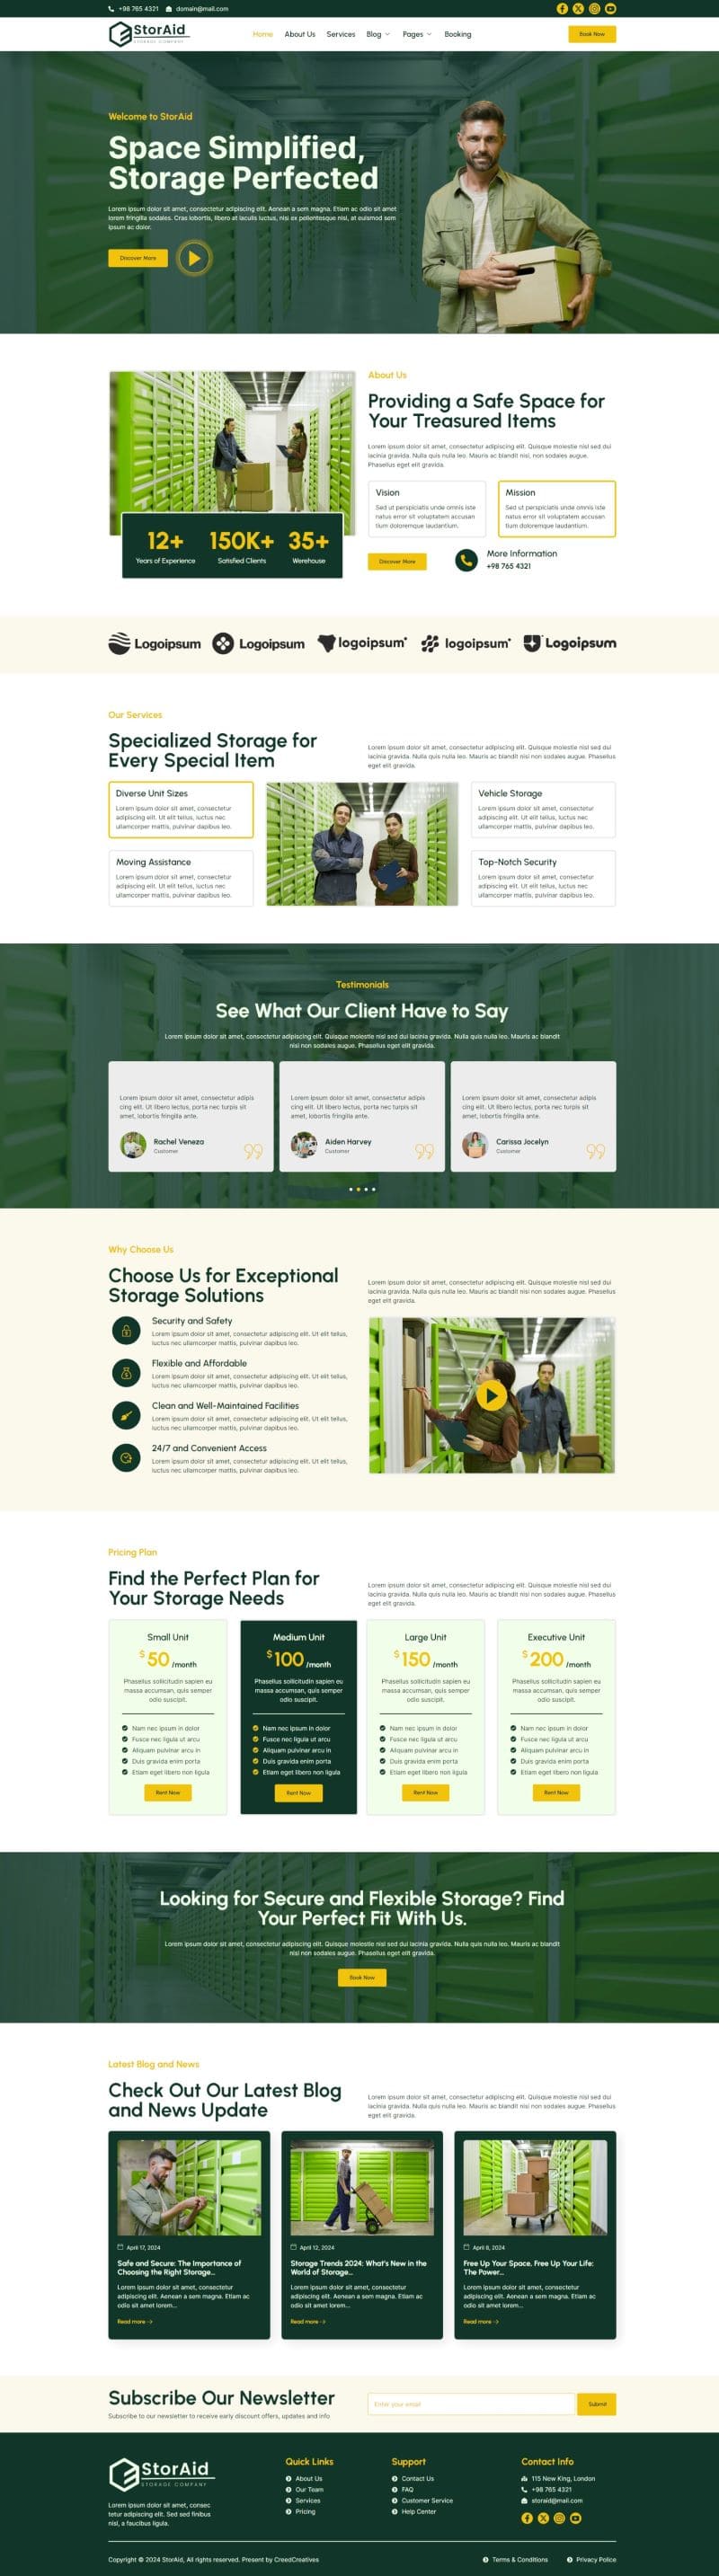 +98 765 4321 domain@mail.com
StorAid
STORAGE COMPANY
Home About Us Services Blog Pages Booking
Book Now
Welcome to StorAid
Space Simplified,
Storage Perfected
Lorem ipsum dolor sit amet, consectetur adipiscing elit. Aenean a sem magna. Etiam ac odio sit amet
lorem fringilla sodales. Cras lobortis, libero at iaculis luctus, nisi ex pellentesque nisl, at euismod sem
ipsum ac dolor.
Discover More
About Us
Providing a Safe Space for
Your Treasured Items
Lorem ipsum dolor sit amet, consectetur adipiscing elit. Quisque molestie nisl sed dui
lacinia gravida. Nulla quis nulla leo. Mauris ac blandit nisi, non sodales augue.
Phasellus eget elit gravida.
Vision
Sed ut perspiciatis unde omnis iste
natus error sit voluptatem accusan
tium doloremque laudantium.
Mission
Sed ut perspiciatis unde omnis iste
natus error sit voluptatem accusan
tium doloremque laudantium.
12+ 150K+ 35+
Years of Experience Satisfied Clients Werehouse
Discover More
More Information
+98 765 4321
Logoipsum Logoipsum logoipsum logoipsum Logoipsum
Our Services
Specialized Storage for
Every Special Item
Lorem ipsum dolor sit amet, consectetur adipiscing elit. Quisque molestie nisl sed dui
lacinia gravida. Nulla quis nulla leo. Mauris ac blandit nisi non sodales augue. Phasellus
eget elit gravida.
Diverse Unit Sizes
Lorem ipsum dolor sit amet, consectetur
adipiscing elit. Ut elit tellus, luctus nec
ullamcorper mattis, pulvinar dapibus leo.
Vehicle Storage
Lorem ipsum dolor sit amet, consectetur
adipiscing elit. Ut elit tellus, luctus nec
ullamcorper mattis, pulvinar dapibus leo.
Moving Assistance
Lorem ipsum dolor sit amet, consectetur
adipiscing elit. Ut elit tellus, luctus nec
ullamcorper mattis, pulvinar dapibus leo.
Top-Notch Security
Lorem ipsum dolor sit amet, consectetur
adipiscing elit. Ut elit tellus, luctus nec
ullamcorper mattis, pulvinar dapibus leo.
Testimonials
See What Our Client Have to Say
Lorem ipsum dolor sit amet, consectetur adipiscing elit. Quisque molestie nisl sed dui lacinia gravida. Nulla quis nulla leo. Mauris ac blandit
nisi non sodales augue. Phasellus eget elit gravida.
Lorem ipsum dolor sit amet, consectetur adipis
cing elit. Ut libero lectus, porta nec turpis sit
amet, lobortis fringilla ante.
Rachel Veneza
Customer
Lorem ipsum dolor sit amet, consectetur adipis
cing elit. Ut libero lectus, porta nec turpis sit
amet, lobortis fringilla ante.
Aiden Harvey
Customer
Lorem ipsum dolor sit amet, consectetur adipis
cing elit. Ut libero lectus, porta nec turpis sit
amet, lobortis fringilla ante.
Carissa Jocelyn
Customer
Why Choose Us
Choose Us for Exceptional
Storage Solutions
Lorem ipsum dolor sit amet, consectetur adipiscing elit. Quisque molestie nisl sed dui
lacinia gravida. Nulla quis nulla leo. Mauris ac blandit nisi non sodales augue. Phasellus
eget elit gravida.
Security and Safety
Lorem ipsum dolor sit amet, consectetur adipiscing elit. Ut elit tellus,
luctus nec ullamcorper mattis, pulvinar dapibus leo.
Flexible and Affordable
Lorem ipsum dolor sit amet, consectetur adipiscing elit. Ut elit tellus,
luctus nec ullamcorper mattis, pulvinar dapibus leo.
Clean and Well-Maintained Facilities
Lorem ipsum dolor sit amet, consectetur adipiscing elit. Ut elit tellus,
luctus nec ullamcorper mattis, pulvinar dapibus leo.
24/7 and Convenient Access
Lorem ipsum dolor sit amet, consectetur adipiscing elit. Ut elit tellus,
luctus nec ullamcorper mattis, pulvinar dapibus leo.
Pricing Plan
Find the Perfect Plan for
Your Storage Needs
Lorem ipsum dolor sit amet, consectetur adipiscing elit. Quisque molestie nisl sed dui
lacinia gravida. Nulla quis nulla leo. Mauris ac blandit nisi non sodales augue. Phasellus
eget elit gravida.
Small Unit
$50 /month
Phasellus sollicitudin sapien eu
massa accumsan, quis semper
odio suscipit.
Nam nec ipsum in dolor
Fusce nec ligula ut arcu
Aliquam pulvinar arcu in
Duis gravida enim porta
Etiam eget libero non ligula
Rent Now
Medium Unit
$100 /month
Phasellus sollicitudin sapien eu
massa accumsan, quis semper
odio suscipit.
Nam nec ipsum in dolor
Fusce nec ligula ut arcu
Aliquam pulvinar arcu in
Duis gravida enim porta
Etiam eget libero non ligula
Rent Now
Large Unit
$150 /month
Phasellus sollicitudin sapien eu
massa accumsan, quis semper
odio suscipit.
Nam nec ipsum in dolor
Fusce nec ligula ut arcu
Aliquam pulvinar arcu in
Duis gravida enim porta
Etiam eget libero non ligula
Rent Now
Executive Unit
$200 /month
Phasellus sollicitudin sapien eu
massa accumsan, quis semper
odio suscipit.
Nam nec ipsum in dolor
Fusce nec ligula ut arcu
Aliquam pulvinar arcu in
Duis gravida enim porta
Etiam eget libero non ligula
Rent Now
Looking for Secure and Flexible Storage? Find
Your Perfect Fit With Us.
Lorem ipsum dolor sit amet, consectetur adipiscing elit. Quisque molestie nisl sed dui lacinia gravida. Nulla quis nulla leo. Mauris ac blandit
nisi non sodales augue. Phasellus eget elit gravida.
Book Now
Latest Blog and News
Check Out Our Latest Blog
and News Update
Lorem ipsum dolor sit amet, consectetur adipiscing elit. Quisque molestie nisl sed dui
lacinia gravida. Nulla quis nulla leo. Mauris ac blandit nisi non sodales augue. Phasellus
eget elit gravida.
April 17, 2024
Safe and Secure: The Importance of
Choosing the Right Storage...
Lorem ipsum dolor sit amet, consectetur
adipiscing elit. Aenean a sem magna. Etiam ac
odio sit amet lorem...
Read more
April 12, 2024
Storage Trends 2024: What's New in the
World of Storage...
Lorem ipsum dolor sit amet, consectetur
adipiscing elit. Aenean a sem magna. Etiam ac
odio sit amet lorem...
Read more
April 8, 2024
Free Up Your Space, Free Up Your Life:
The Power...
Lorem ipsum dolor sit amet, consectetur
adipiscing elit. Aenean a sem magna. Etiam ac
odio sit amet lorem...
Read more
Subscribe Our Newsletter
Subscribe to our newsletter to receive early discount offers, updates and info
Enter your email
Submit
StorAid
STORAGE COMPANY
Lorem ipsum dolor sit amet, consec
tetur adipiscing elit. Sed sed finibus
nisl, a faucibus ligula.
Quick Links
About Us
Our Team
Services
Pricing
Support
Contact Us
FAQ
Customer Service
Help Center
Contact Info
115 New King, London
+98 765 4321
storaid@mail.com
Copyright © 2024 StorAid, All rights reserved. Present by CreedCreatives
Terms & Conditions Privacy Police